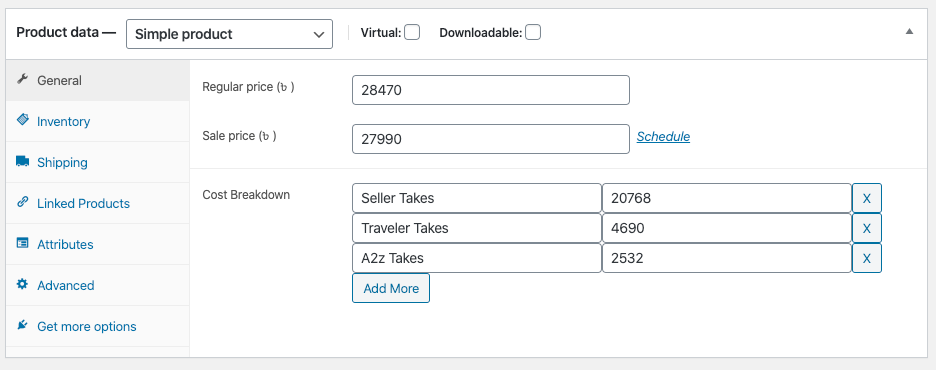 Product data — Simple product Virtual: Downloadable:
General
Inventory
Shipping
Linked Products
Attributes
Advanced
Get more options
Regular price (৳ ) 28470
Sale price (৳ ) 27990 Schedule
Cost Breakdown Seller Takes 20768 X
Traveler Takes 4690 X
A2z Takes 2532 X
Add More